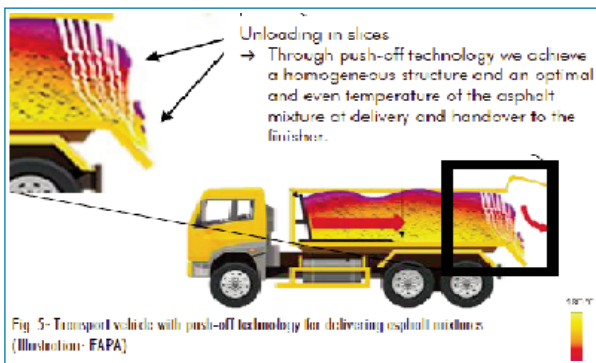 Unloading in slices
→ Through push-off technology we achieve
a homogeneous structure and an optimal
and even temperature of the asphalt
mixture at delivery and handover to the
finisher.
Fig. 5- Transport vehicle with push-off technology for delivering asphalt mixtures
(Illustration- EAPA)